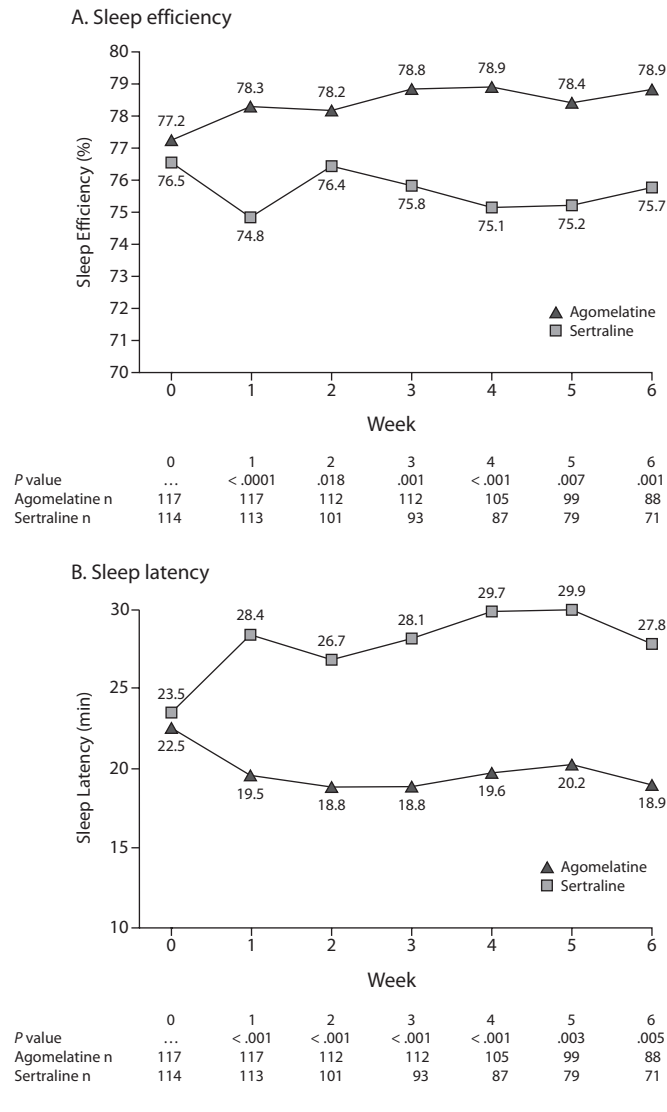 A. Sleep efficiency
80
79
78
77
76
75
74
73
72
71
70
Sleep Efficiency (%)
77.2 78.3 78.2 78.8 78.9 78.4 78.9
76.5 74.8 76.4 75.8 75.1 75.2 75.7
Agomelatine
Sertraline
0 1 2 3 4 5 6
Week
0 1 2 3 4 5 6
P value … < .0001 .018 .001 < .001 .007 .001
Agomelatine n 117 117 112 112 105 99 88
Sertraline n 114 113 101 93 87 79 71
B. Sleep latency
30
25
20
15
10
Sleep Latency (min)
23.5 28.4 26.7 28.1 29.7 29.9 27.8
22.5 19.5 18.8 18.8 19.6 20.2 18.9
Agomelatine
Sertraline
0 1 2 3 4 5 6
Week
0 1 2 3 4 5 6
P value … < .001 < .001 < .001 < .001 .003 .005
Agomelatine n 117 117 112 112 105 99 88
Sertraline n 114 113 101 93 87 79 71